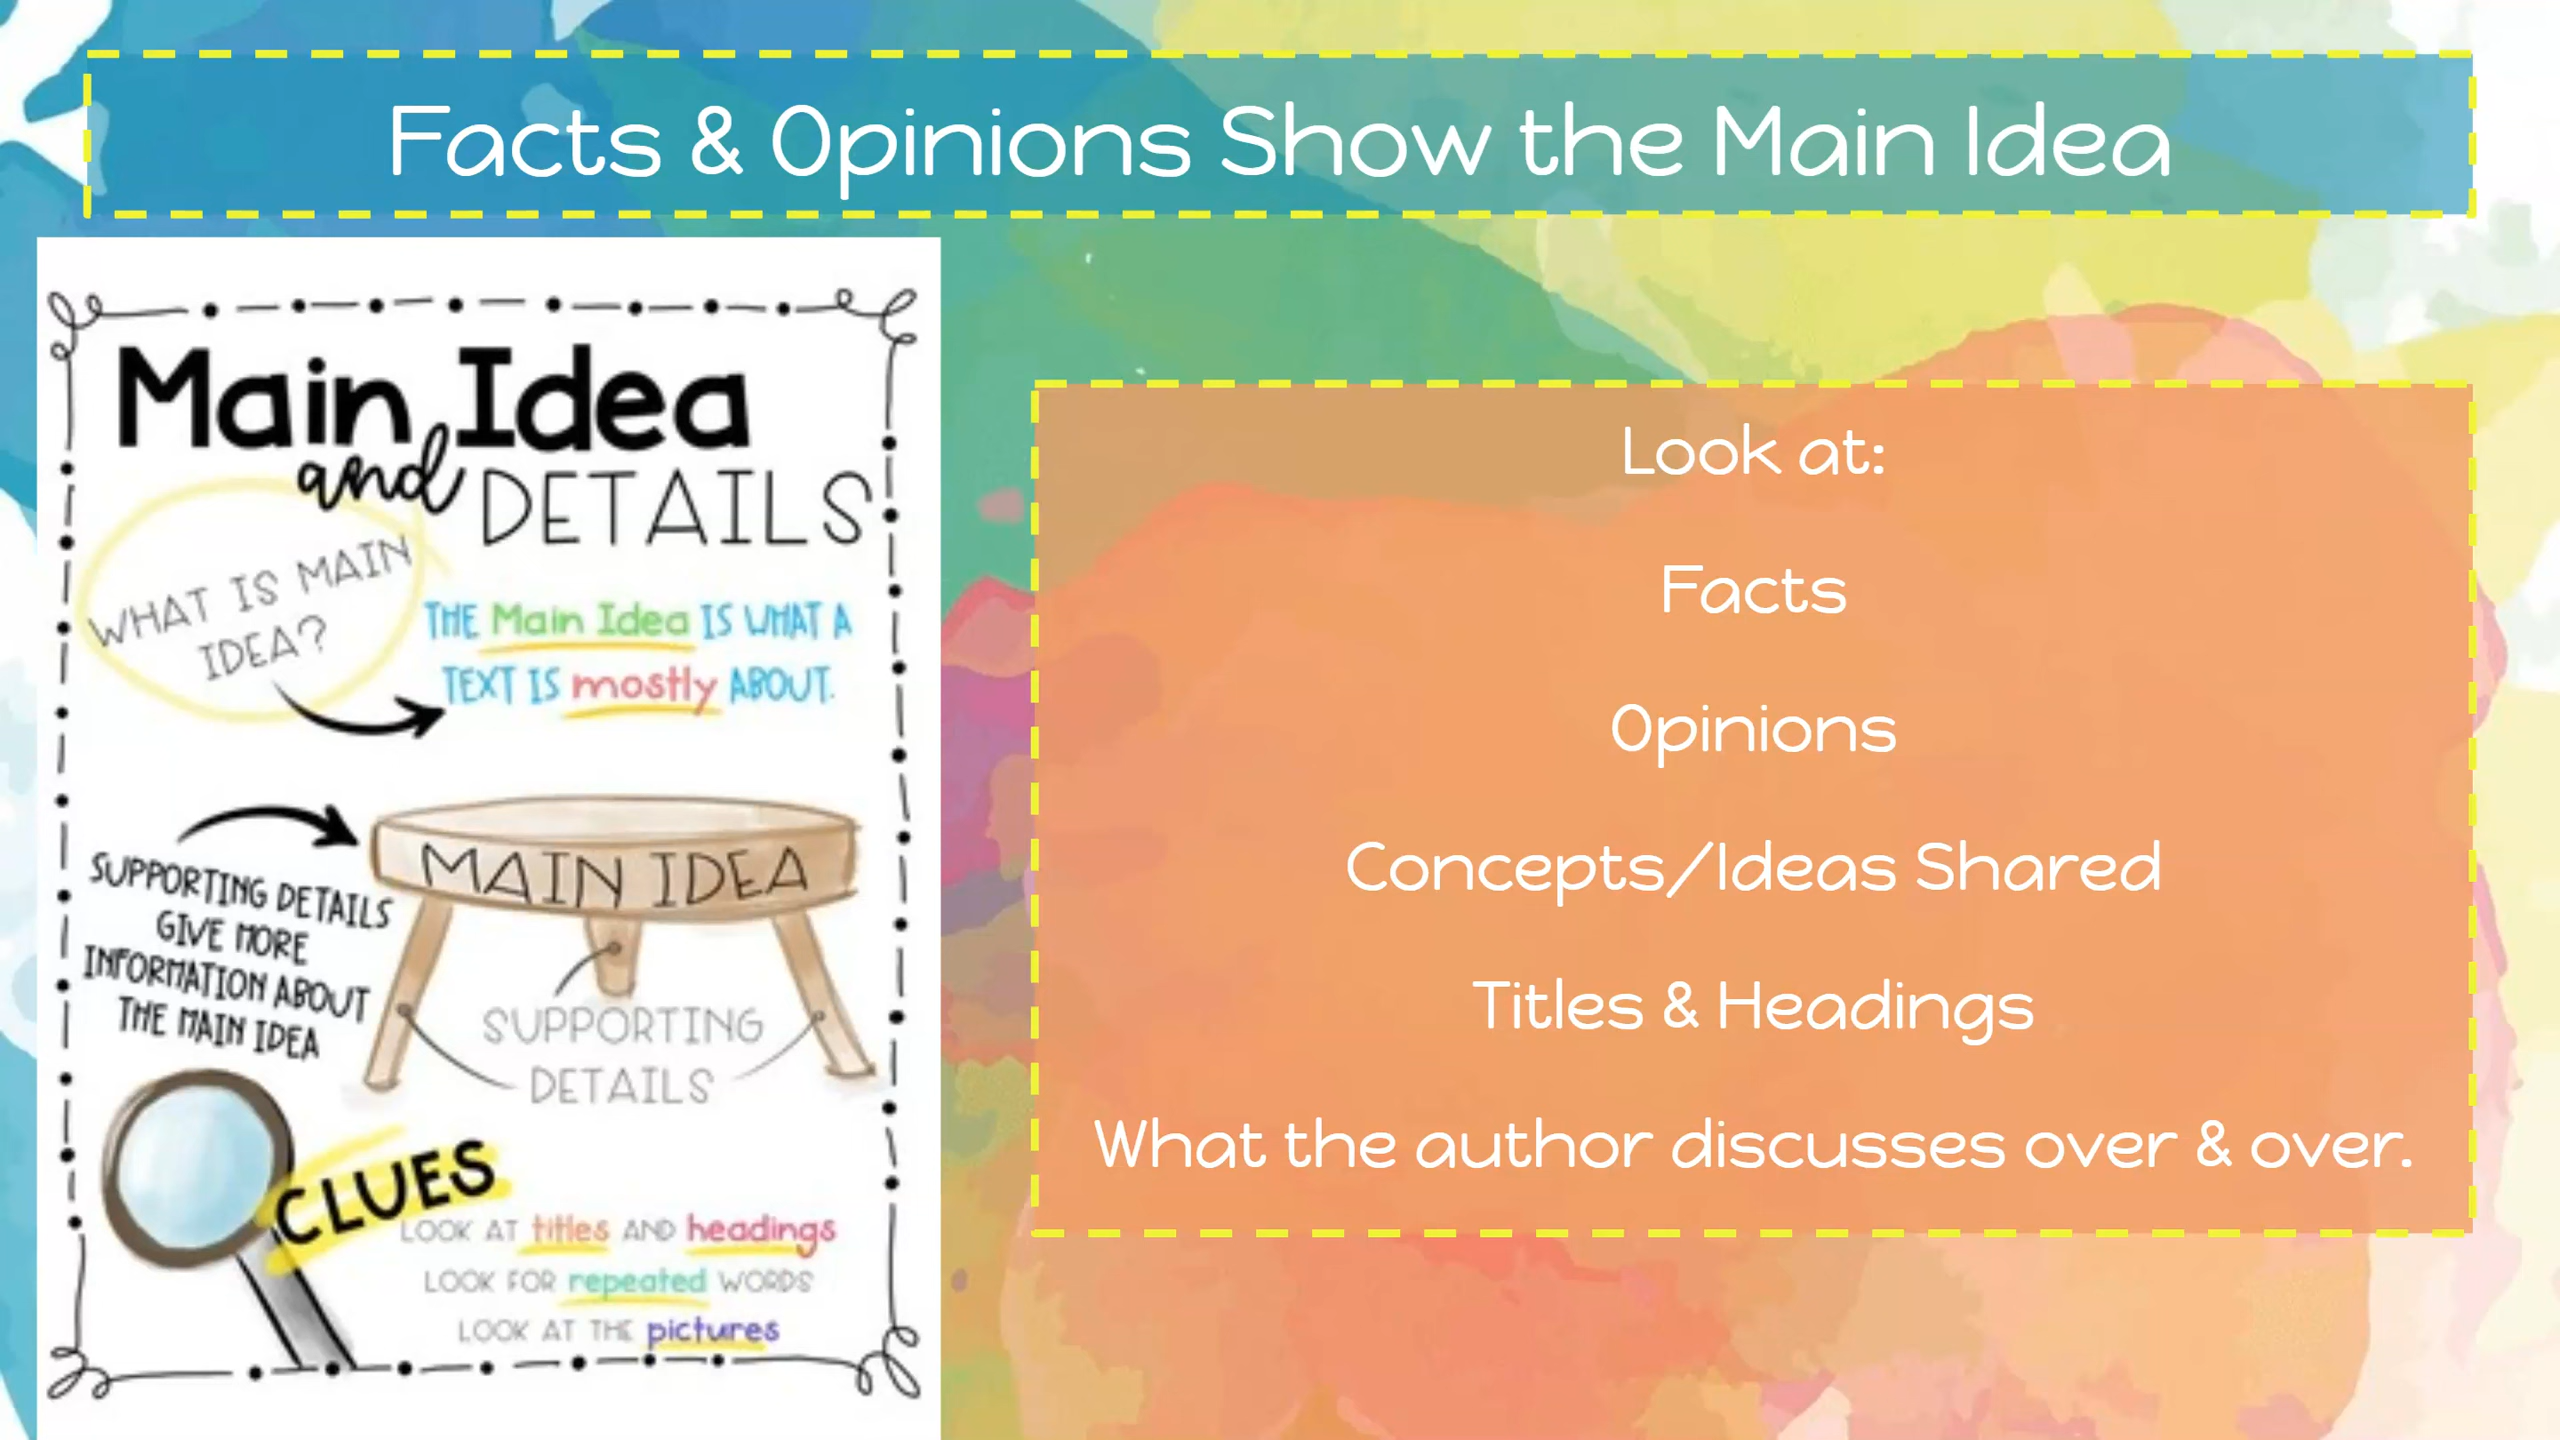 Facts & Opinions Show the Main Idea
Main Idea
and DETAILS
WHAT IS MAIN
IDEA?
THE Main Idea IS WHAT A
TEXT IS mostly ABOUT.
SUPPORTING DETAILS
GIVE MORE
INFORMATION ABOUT
THE MAIN IDEA
MAIN IDEA
SUPPORTING
DETAILS
CLUES
LOOK AT titles AND headings
LOOK FOR repeated WORDS
LOOK AT THE pictures
Look at:
Facts
Opinions
Concepts/Ideas Shared
Titles & Headings
What the author discusses over & over.